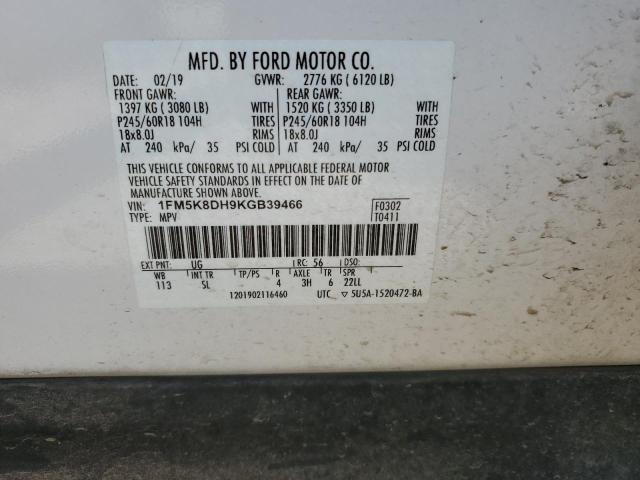 MFD. BY FORD MOTOR CO.
DATE: 02/19 GVWR: 2776 KG ( 6120 LB)
FRONT GAWR: REAR GAWR:
1397 KG ( 3080 LB) WITH 1520 KG ( 3350 LB) WITH
P245/60R18 104H TIRES P245/60R18 104H TIRES
18x8.0J RIMS 18x8.0J RIMS
AT 240 kPa/ 35 PSI COLD AT 240 kPa/ 35 PSI COLD
THIS VEHICLE CONFORMS TO ALL APPLICABLE FEDERAL MOTOR
VEHICLE SAFETY AND THEFT PREVENTION STANDARDS IN EFFECT
ON THE DATE OF MANUFACTURE SHOWN ABOVE.
VIN: 1FM5K8DH9KGB39466 F0302
TYPE: MPV T0411
EXT PNT: UG RC: 56 DSO:
WB INT TR TP/PS R AXLE TR SPR
113 SL 4 3H 6 22LL
1201902116460 UTC ▽ 5U5A-1520472-BA